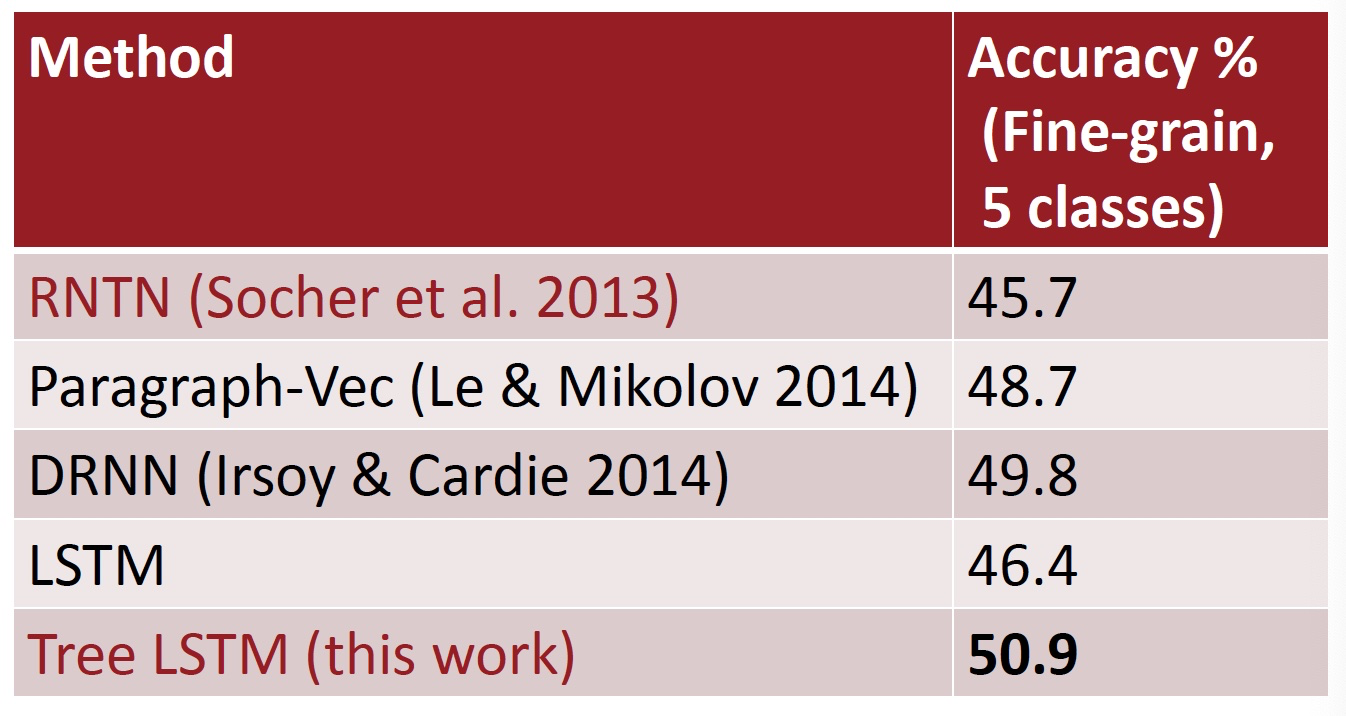 Method
Accuracy %
(Fine-grain,
5 classes)
RNTN (Socher et al. 2013)
45.7
Paragraph-Vec (Le & Mikolov 2014)
48.7
DRNN (Irsoy & Cardie 2014)
49.8
LSTM
46.4
Tree LSTM (this work)
50.9